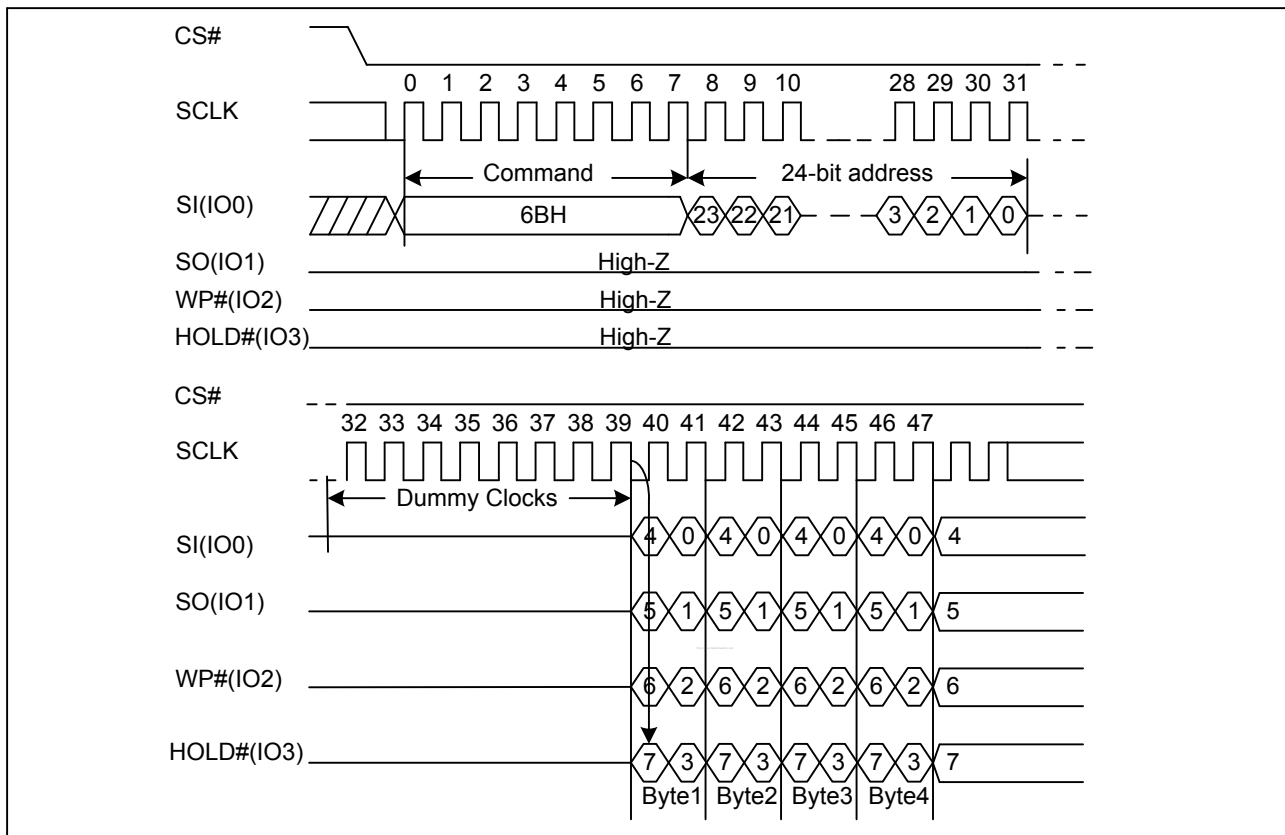 CS#
0 1 2 3 4 5 6 7 8 9 10 28 29 30 31
SCLK
Command 24-bit address
SI(IO0) 6BH 23 22 21 3 2 1 0
SO(IO1) High-Z
WP#(IO2) High-Z
HOLD#(IO3) High-Z
CS#
32 33 34 35 36 37 38 39 40 41 42 43 44 45 46 47
SCLK
Dummy Clocks
SI(IO0) 4 0 4 0 4 0 4 0 4
SO(IO1) 5 1 5 1 5 1 5 1 5
WP#(IO2) 6 2 6 2 6 2 6 2 6
HOLD#(IO3) 7 3 7 3 7 3 7 3 7
Byte1 Byte2 Byte3 Byte4